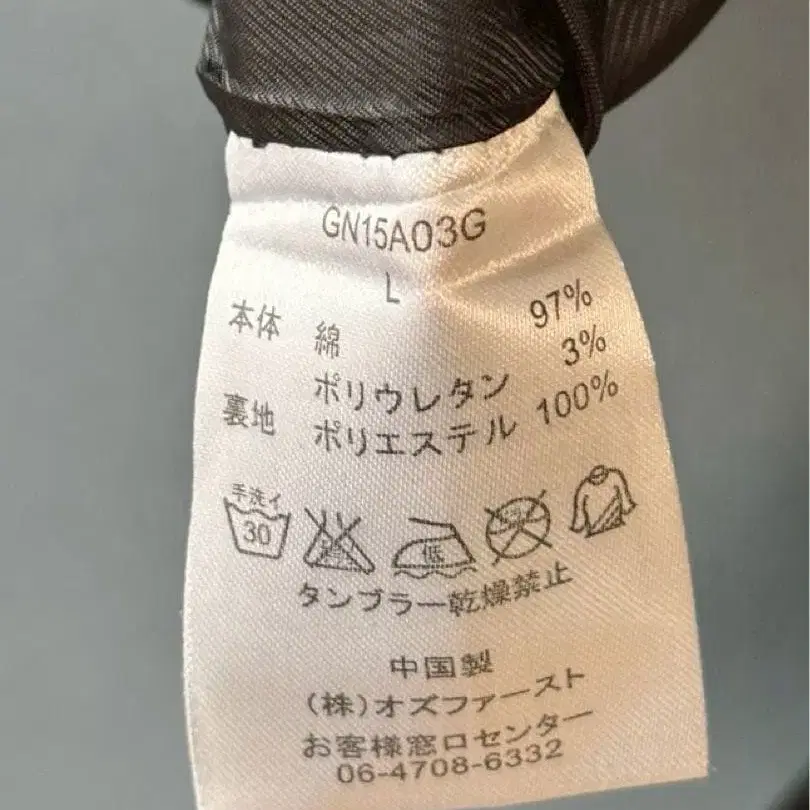 GN15A03G
L
本体 綿 97%
ポリウレタン 3%
裏地 ポリエステル 100%
手洗イ
30
低
タンブラー乾燥禁止
中国製
(株)オズファースト
お客様窓口センター
06-4708-6332